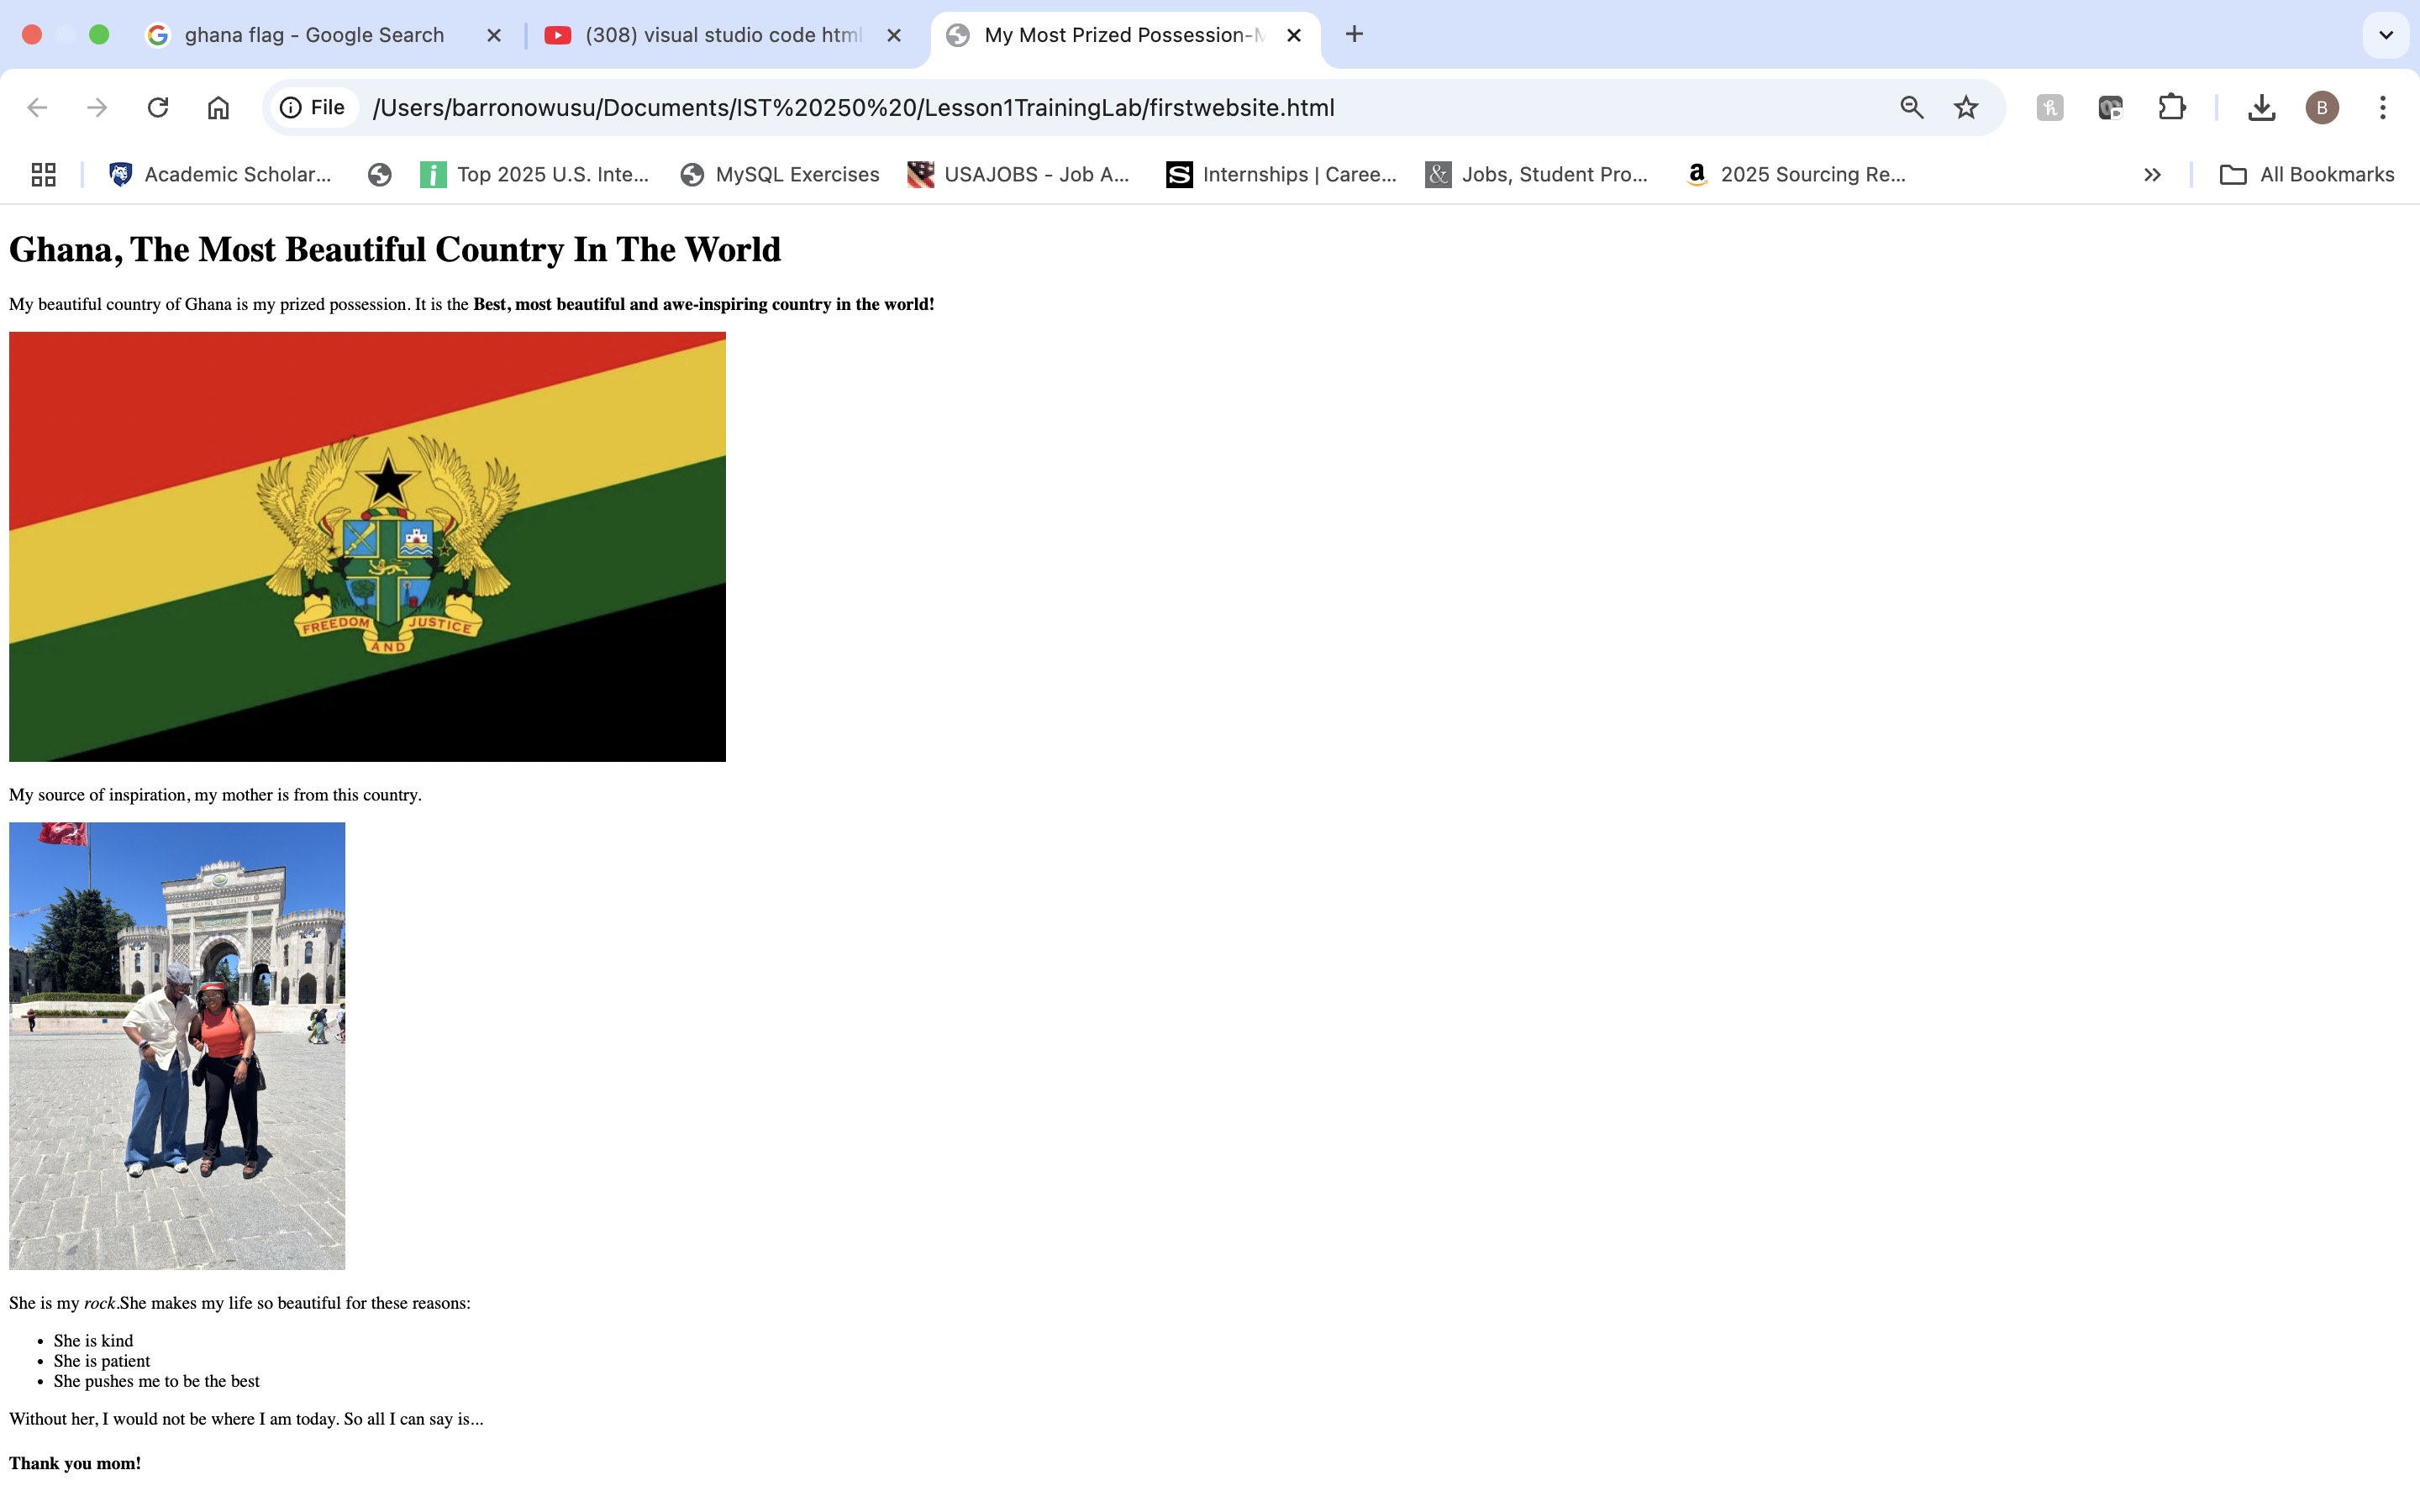 ghana flag - Google Search
(308) visual studio code html
My Most Prized Possession-M
File
/Users/barronowusu/Documents/IST%20250%20/Lesson1TrainingLab/firstwebsite.html
B
Academic Scholar...
Top 2025 U.S. Inte...
MySQL Exercises
USAJOBS - Job A...
Internships | Caree...
Jobs, Student Pro...
2025 Sourcing Re...
All Bookmarks
Ghana, The Most Beautiful Country In The World
My beautiful country of Ghana is my prized possession. It is the Best, most beautiful and awe-inspiring country in the world!
FREEDOM
AND
JUSTICE
My source of inspiration, my mother is from this country.
She is my rock.She makes my life so beautiful for these reasons:
• She is kind
• She is patient
• She pushes me to be the best
Without her, I would not be where I am today. So all I can say is...
Thank you mom!